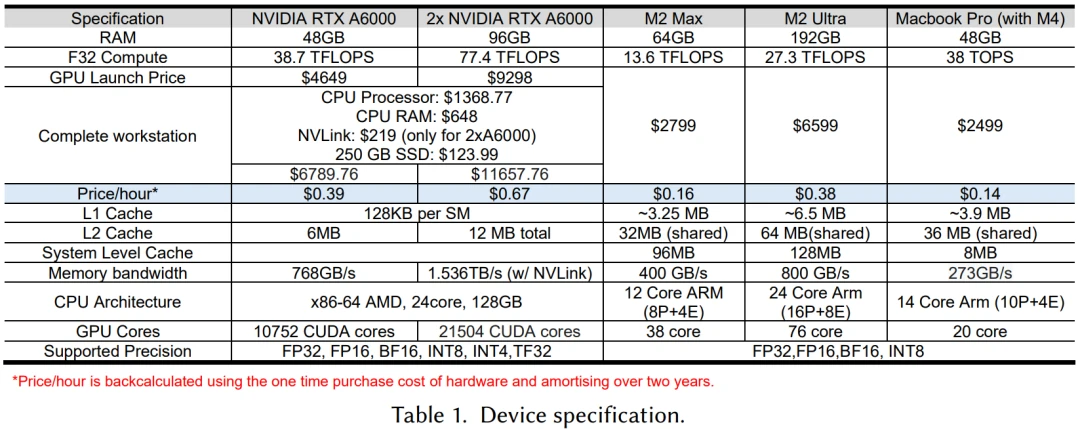 Specification NVIDIA RTX A6000 2x NVIDIA RTX A6000 M2 Max M2 Ultra Macbook Pro (with M4)
RAM 48GB 96GB 64GB 192GB 48GB
F32 Compute 38.7 TFLOPS 77.4 TFLOPS 13.6 TFLOPS 27.3 TFLOPS 38 TOPS
GPU Launch Price $4649 $9298
Complete workstation
CPU Processor: $1368.77
CPU RAM: $648
NVLink: $219 (only for 2xA6000)
250 GB SSD: $123.99
$6789.76 $11657.76
$2799 $6599 $2499
Price/hour* $0.39 $0.67 $0.16 $0.38 $0.14
L1 Cache 128KB per SM ~3.25 MB ~6.5 MB ~3.9 MB
L2 Cache 6MB 12 MB total 32MB (shared) 64 MB(shared) 36 MB (shared)
System Level Cache 96MB 128MB 8MB
Memory bandwidth 768GB/s 1.536TB/s (w/ NVLink) 400 GB/s 800 GB/s 273GB/s
CPU Architecture x86-64 AMD, 24core, 128GB 12 Core ARM (8P+4E) 24 Core Arm (16P+8E) 14 Core Arm (10P+4E)
GPU Cores 10752 CUDA cores 21504 CUDA cores 38 core 76 core 20 core
Supported Precision FP32, FP16, BF16, INT8, INT4,TF32 FP32,FP16,BF16, INT8
*Price/hour is backcalculated using the one time purchase cost of hardware and amortising over two years.
Table 1. Device specification.